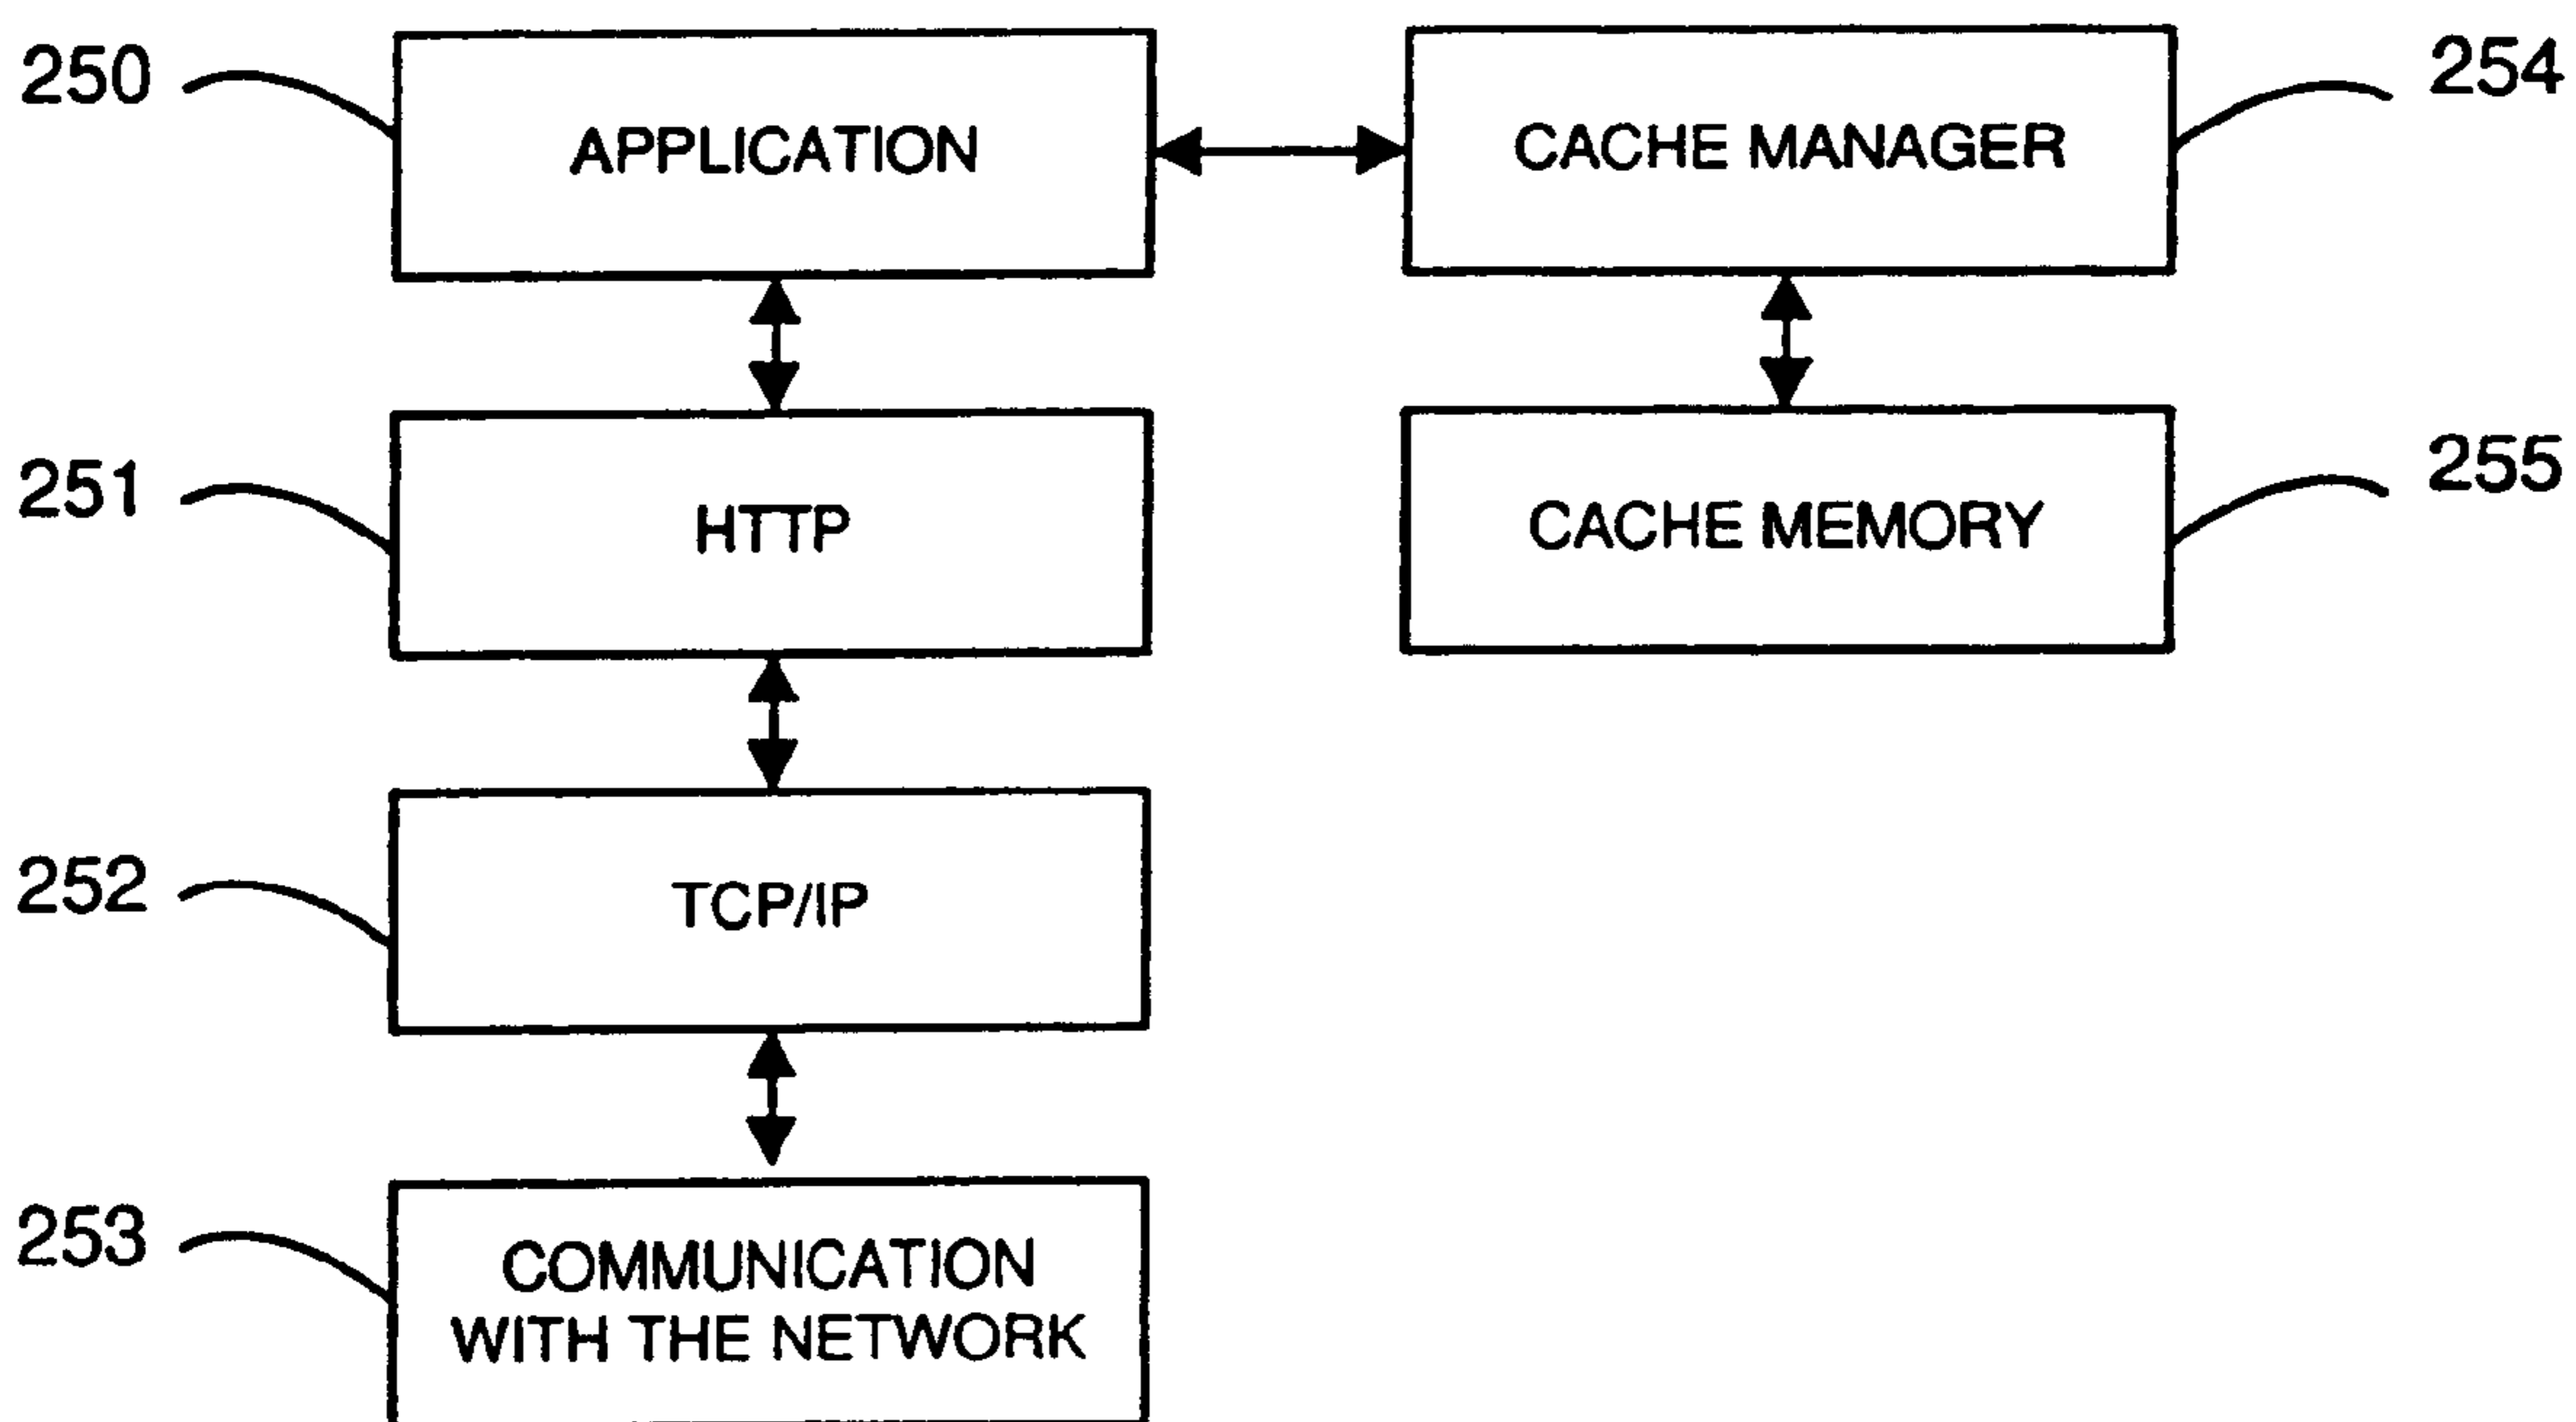 250
APPLICATION
CACHE MANAGER
254
251
HTTP
CACHE MEMORY
255
252
TCP/IP
253
COMMUNICATION
WITH THE NETWORK